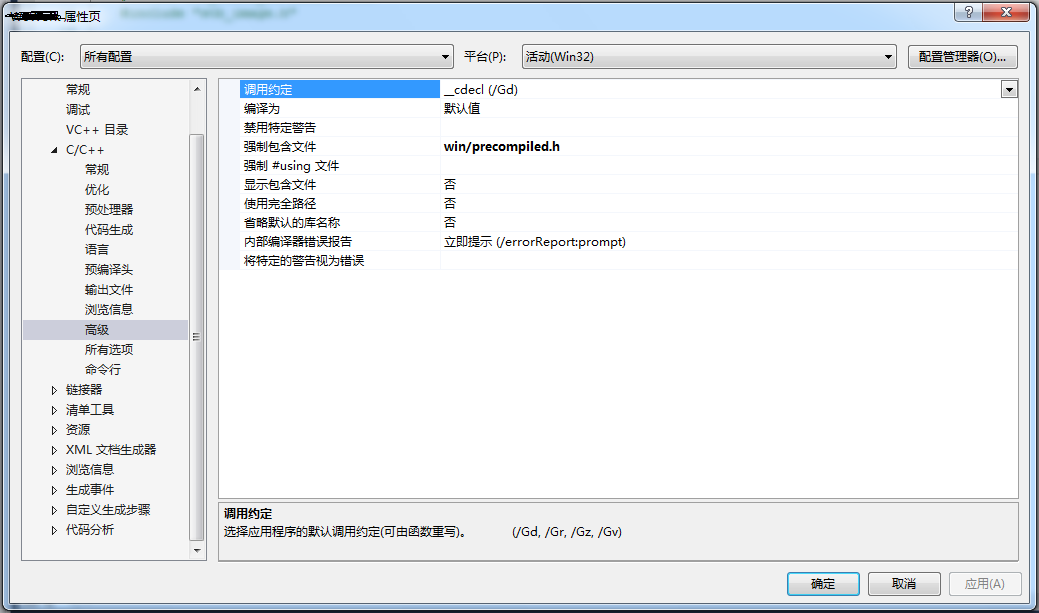 -属性页
配置(C): 所有配置 平台(P): 活动(Win32) 配置管理器(O)...
常规
调试
VC++ 目录
C/C++
常规
优化
预处理器
代码生成
语言
预编译头
输出文件
浏览信息
高级
所有选项
命令行
链接器
清单工具
资源
XML 文档生成器
浏览信息
生成事件
自定义生成步骤
代码分析
调用约定 __cdecl (/Gd)
编译为 默认值
禁用特定警告
强制包含文件 win/precompiled.h
强制 #using 文件
显示包含文件 否
使用完全路径 否
省略默认的库名称 否
内部编译器错误报告 立即提示 (/errorReport:prompt)
将特定的警告视为错误
调用约定
选择应用程序的默认调用约定(可由函数重写)。 (/Gd, /Gr, /Gz, /Gv)
确定 取消 应用(A)